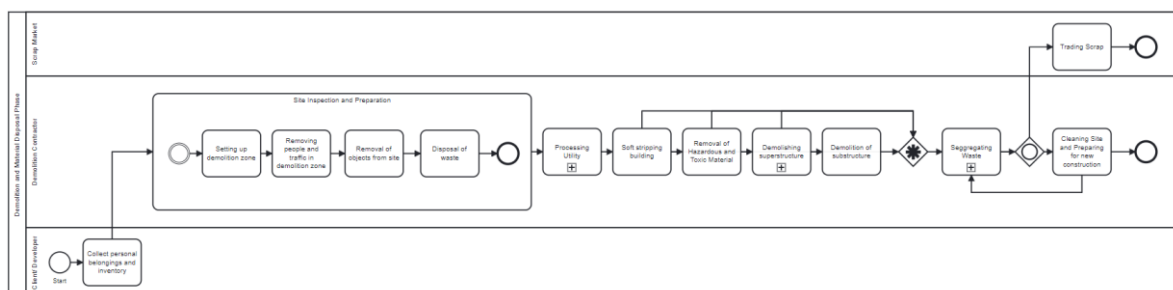 Demolition and Material Disposal Phase
Scrap Market
Trading Scrap
Demolition Contractor
Site Inspection and Preparation
Setting up
demolition zone
Removing
people and
traffic in
demolition zone
Removal of
objects from site
Disposal of
waste
Processing
Utility
Soft stripping
building
Removal of
Hazardous and
Toxic Material
Demolishing
superstructure
Demolition of
substructure
Seggregating
Waste
Cleaning Site
and Preparing
for new
construction
Client/ Developer
Start
Collect personal
belongings and
inventory